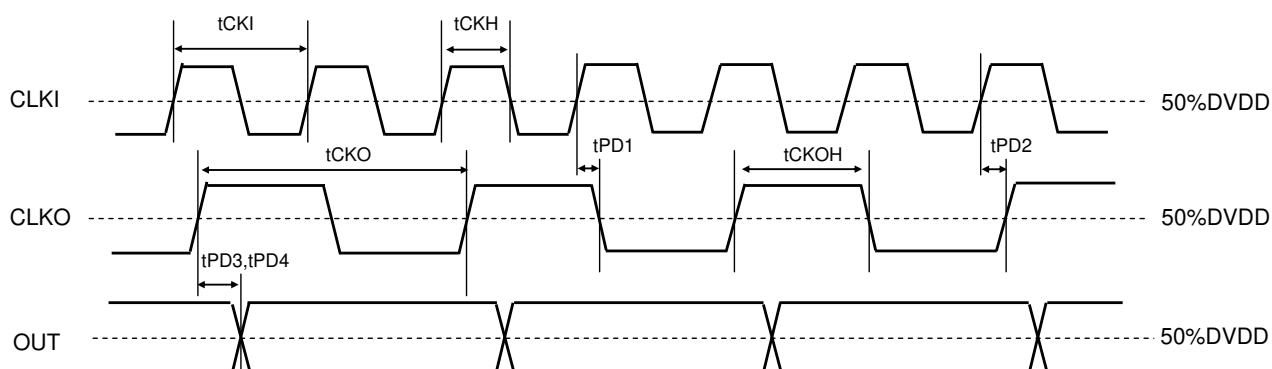 tCKI
tCKH
CLKI
50%DVDD
tCKO
tPD1
tCKOH
tPD2
CLKO
50%DVDD
tPD3,tPD4
OUT
50%DVDD